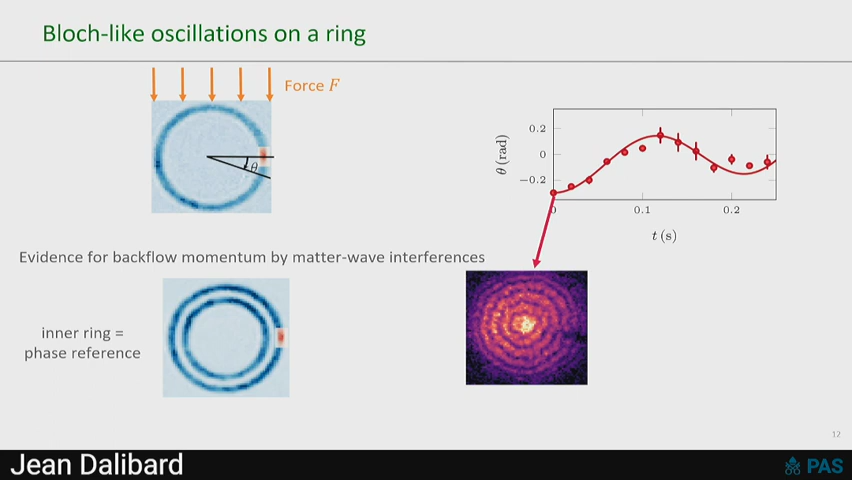 Bloch-like oscillations on a ring
Force F
θ
θ (rad)
0.2
0
−0.2
0
0.1
0.2
t (s)
Evidence for backflow momentum by matter-wave interferences
inner ring =
phase reference
12
Jean Dalibard
PAS